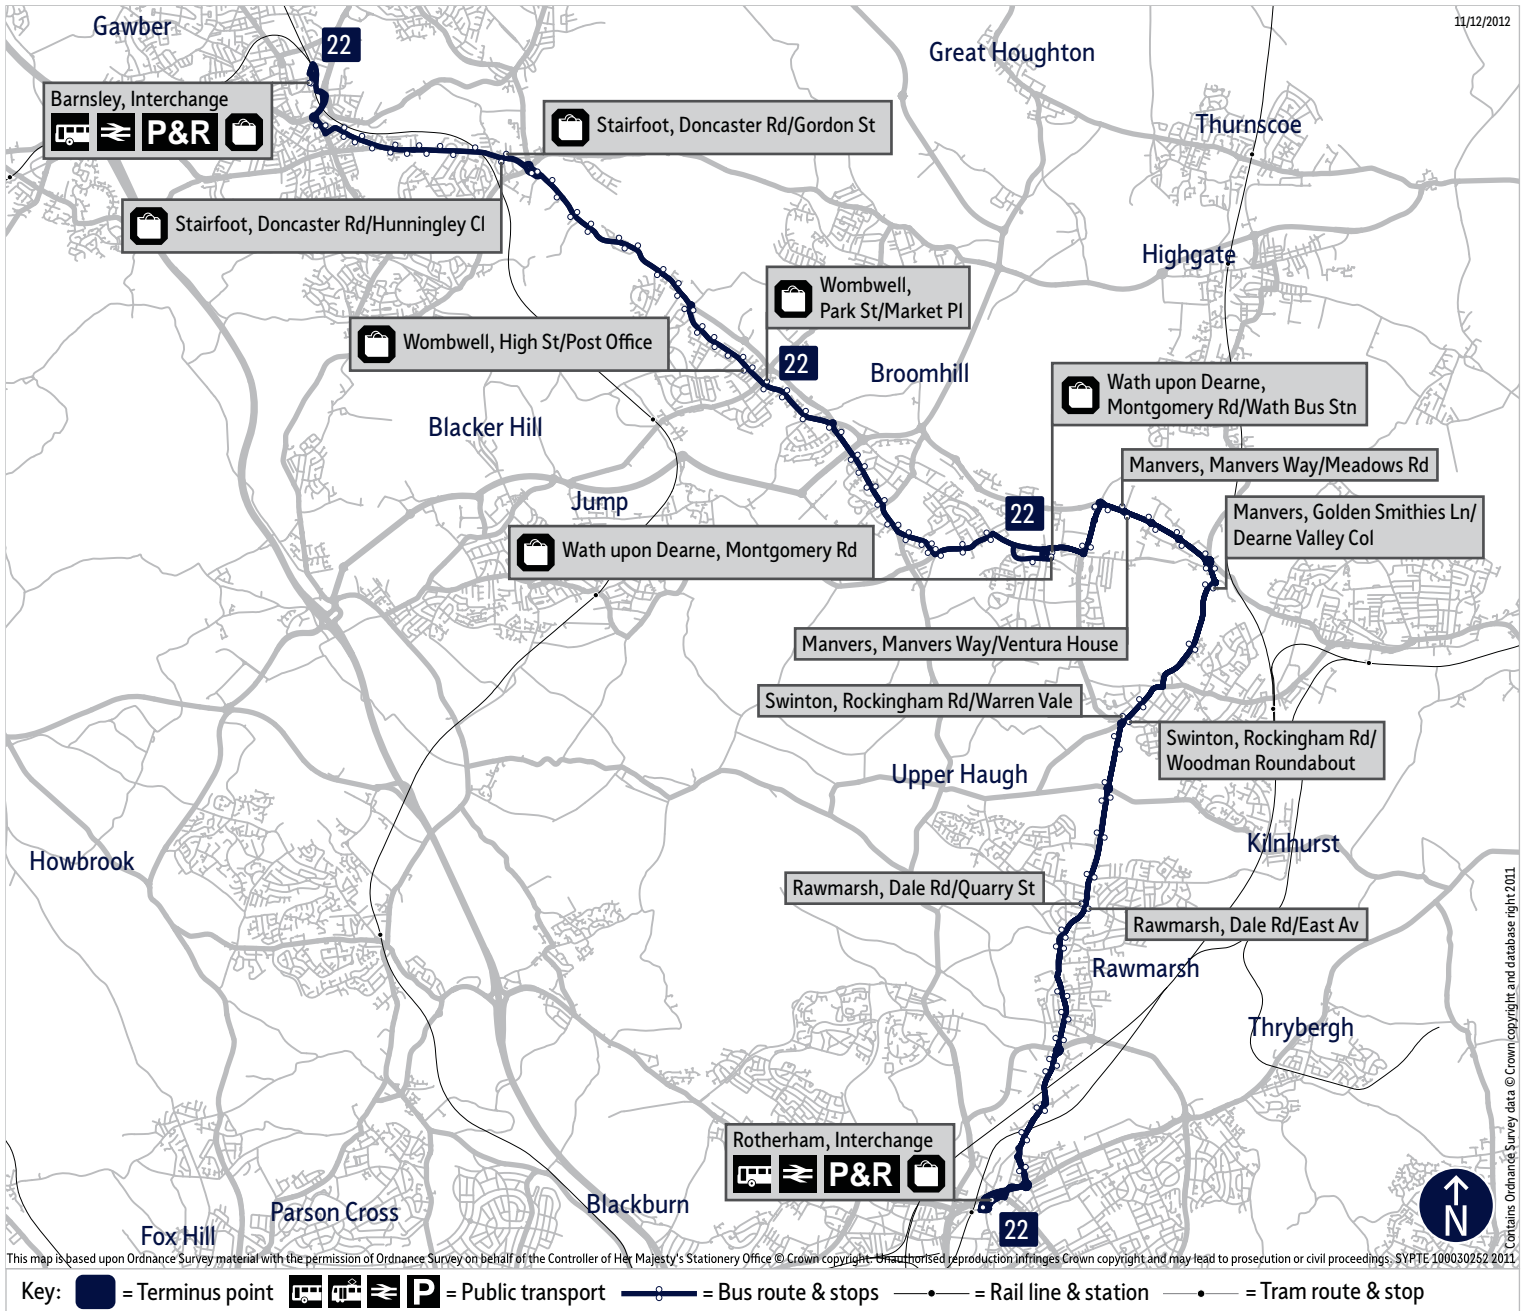 Gawber
22
11/12/2012
Great Houghton
Barnsley, Interchange
P&R
Stairfoot, Doncaster Rd/Gordon St
Thurnscoe
Stairfoot, Doncaster Rd/Hunningley Cl
Highgate
Wombwell,
Park St/Market Pl
Wombwell, High St/Post Office
22
Broomhill
Wath upon Dearne,
Montgomery Rd/Wath Bus Stn
Blacker Hill
Manvers, Manvers Way/Meadows Rd
Jump
22
Manvers, Golden Smithies Ln/
Dearne Valley Col
Wath upon Dearne, Montgomery Rd
Manvers, Manvers Way/Ventura House
Swinton, Rockingham Rd/Warren Vale
Swinton, Rockingham Rd/
Woodman Roundabout
Upper Haugh
Kilnhurst
Howbrook
Rawmarsh, Dale Rd/Quarry St
Rawmarsh, Dale Rd/East Av
Rawmarsh
Thrybergh
Rotherham, Interchange
P&R
Blackburn
Parson Cross
Fox Hill
22
N
Contains Ordnance Survey data © Crown copyright and database right 2011
This map is based upon Ordnance Survey material with the permission of Ordnance Survey on behalf of the Controller of Her Majesty's Stationery Office © Crown copyright. Unauthorised reproduction infringes Crown copyright and may lead to prosecution or civil proceedings. SYPTE 100030252 2011
Key: = Terminus point P = Public transport = Bus route & stops = Rail line & station = Tram route & stop